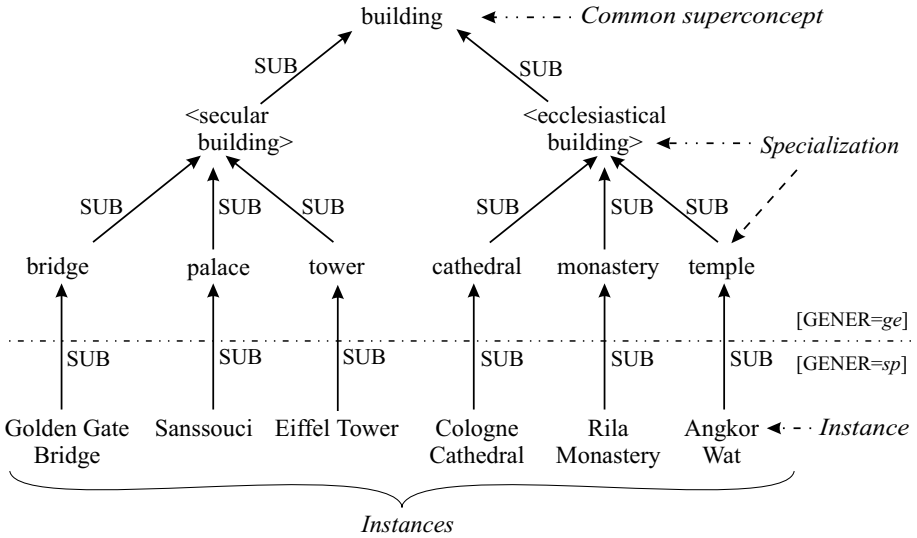 building
Common superconcept
SUB
SUB
<secular
building>
<ecclesiastical
building>
Specialization
SUB
SUB
SUB
SUB
SUB
SUB
bridge
palace
tower
cathedral
monastery
temple
[GENER=ge]
SUB
SUB
SUB
SUB
SUB
SUB
[GENER=sp]
Golden Gate
Bridge
Sanssouci
Eiffel Tower
Cologne
Cathedral
Rila
Monastery
Angkor
Wat
Instance
Instances